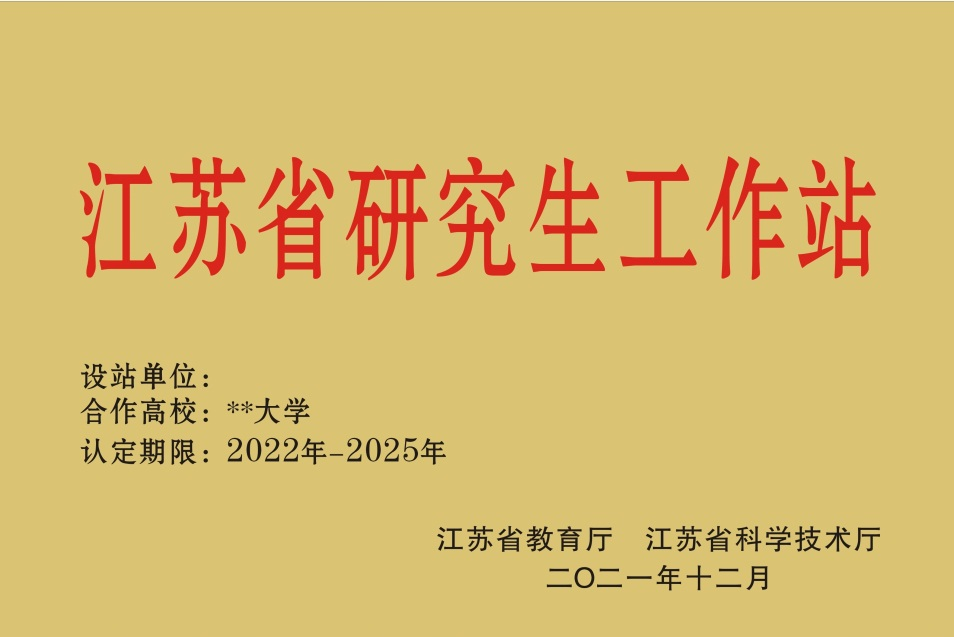 江苏省研究生工作站
设站单位：
合作高校：**大学
认定期限：2022年-2025年
江苏省教育厅　江苏省科学技术厅
二〇二一年十二月